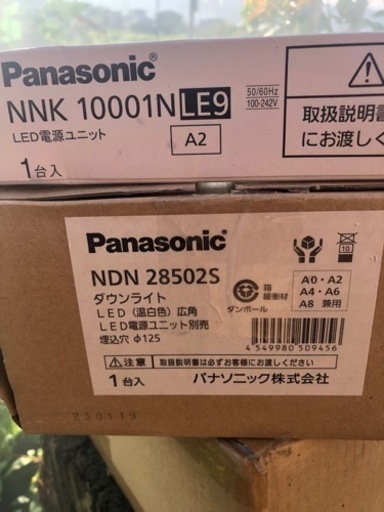 Panasonic
NNK 10001N LE9
LED電源ユニット
A2
1台入
50/60Hz
100-242V
取扱説明書
にお渡しく
Panasonic
NDN 28502S
ダウンライト
LED（温白色）広角
LED電源ユニット別売
埋込穴 φ125
10
箱
緩衝材
ダンボール
A0・A2
A4・A6
A8 兼用
注意 取扱説明書は必ずお客様にお渡しください。
1台入
パナソニック株式会社
4 549980 509456
230119